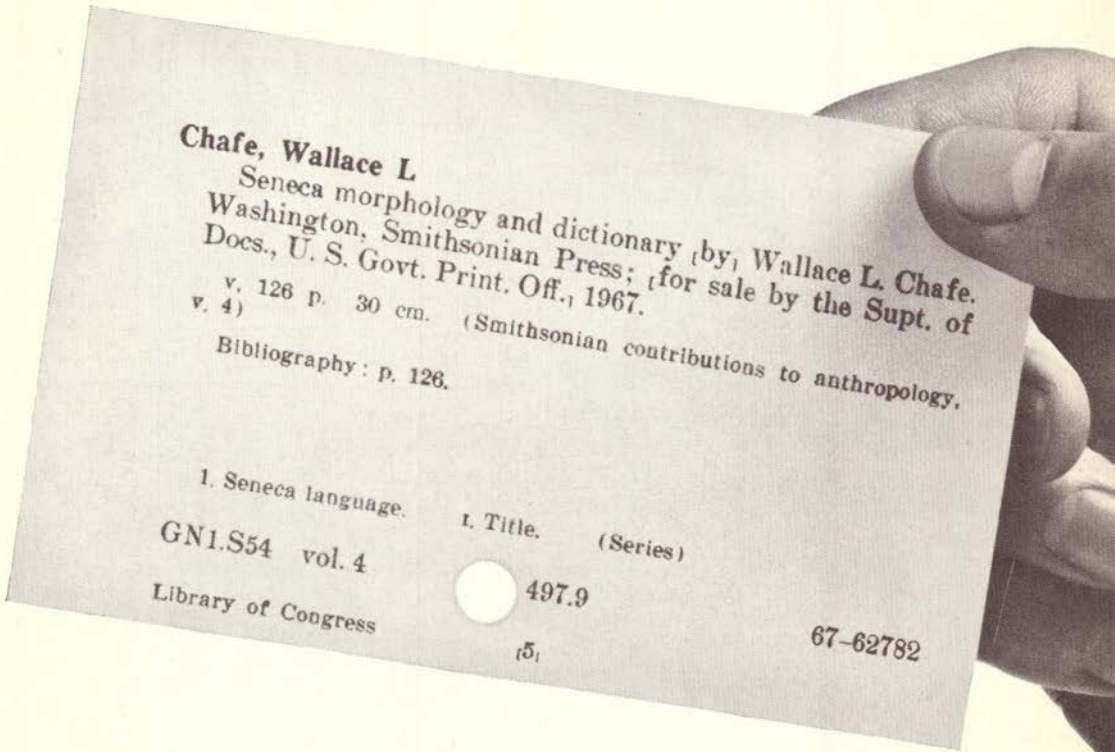 Chafe, Wallace L
Seneca morphology and dictionary [by] Wallace L. Chafe.
Washington, Smithsonian Press; [for sale by the Supt. of
Docs., U. S. Govt. Print. Off.] 1967.
v. 126 p. 30 cm. (Smithsonian contributions to anthropology,
v. 4)
Bibliography: p. 126.
1. Seneca language. I. Title. (Series)
GN1.S54 vol. 4 497.9 67–62782
Library of Congress [5]